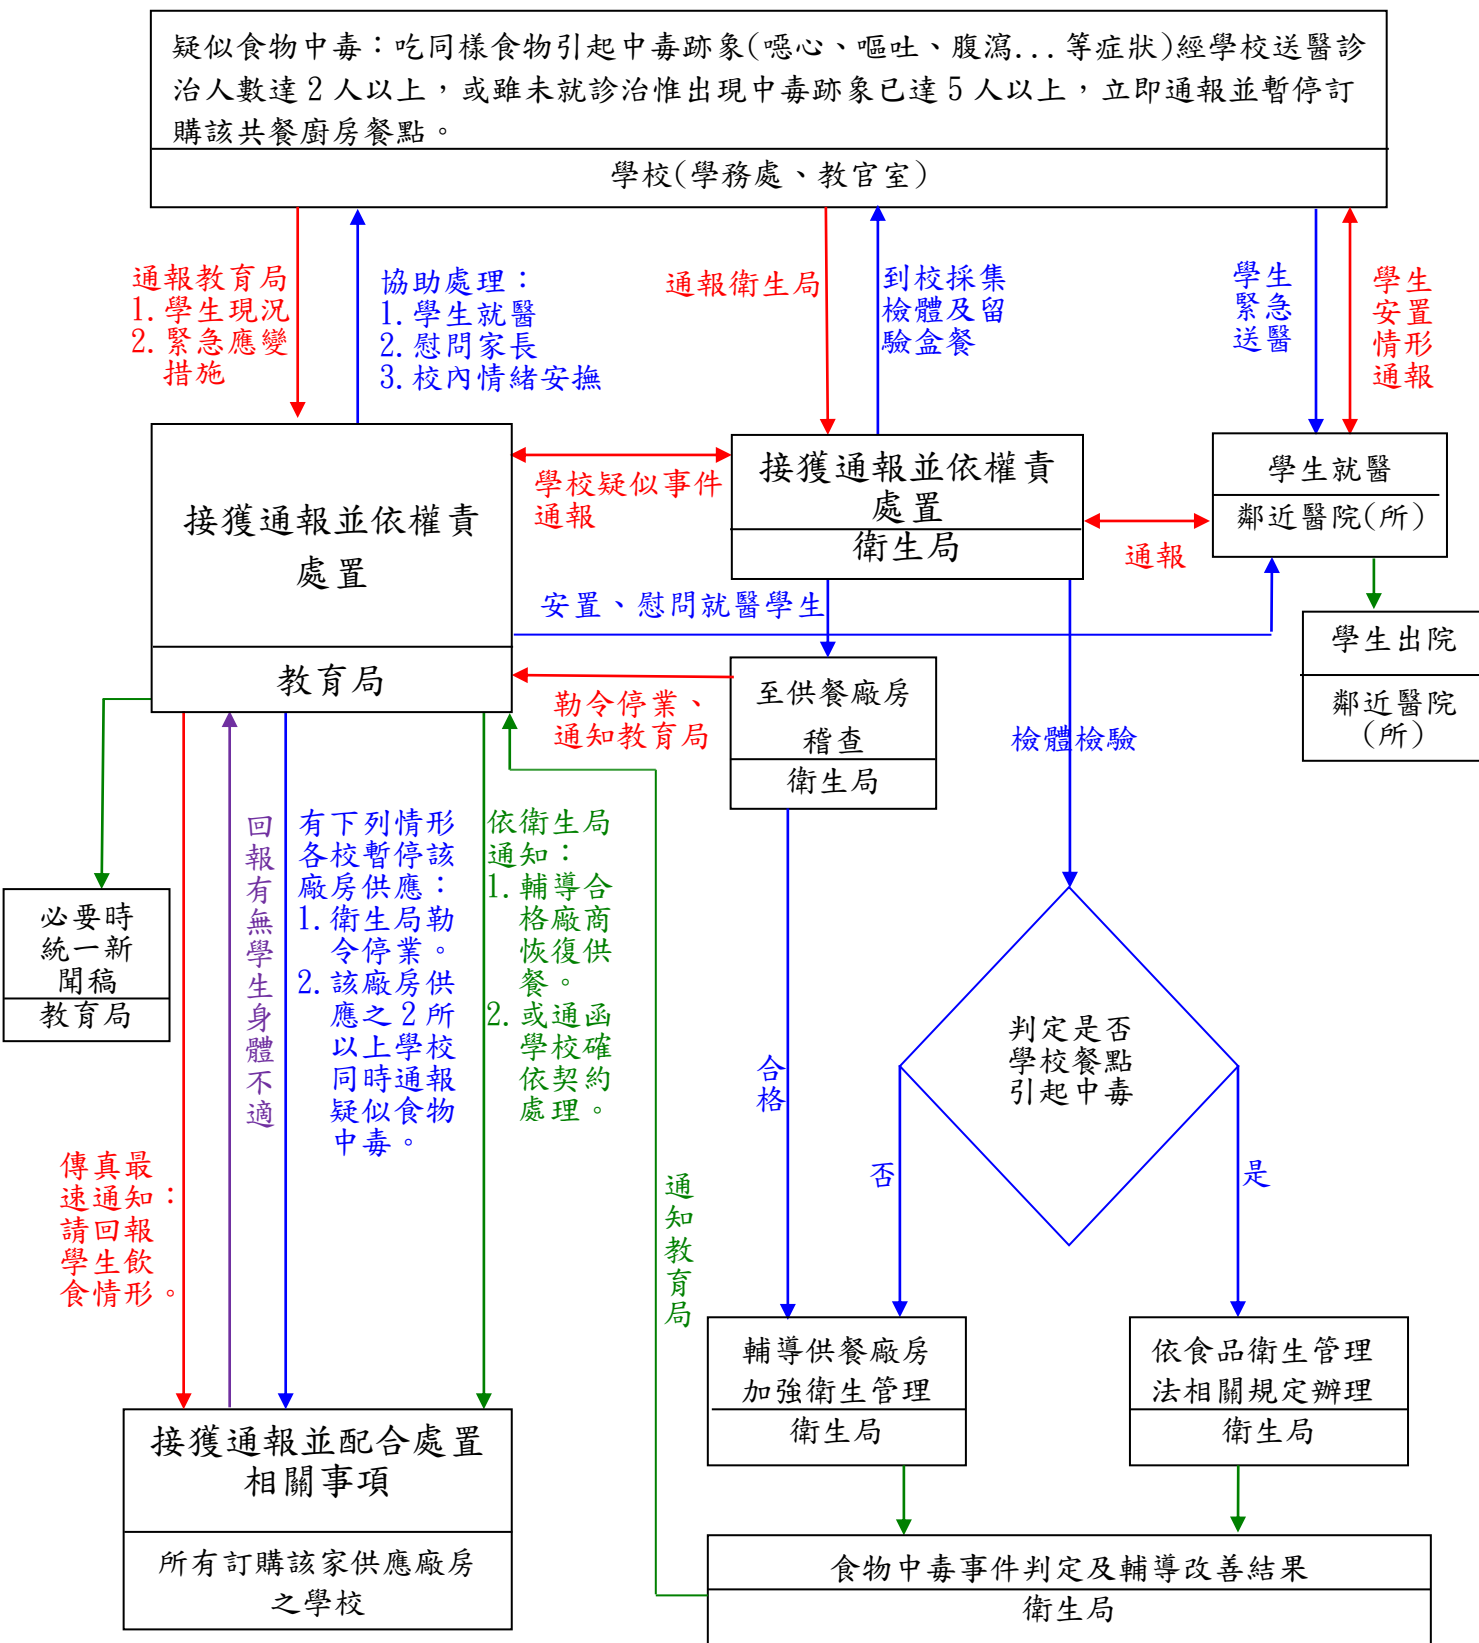 疑似食物中毒：吃同樣食物引起中毒跡象(噁心、嘔吐、腹瀉...等症狀)經學校送醫診
治人數達2人以上，或雖未就診治惟出現中毒跡象已達5人以上，立即通報並暫停訂
購該共餐廚房餐點。
學校(學務處、教官室)
通報教育局
1.學生現況
2.緊急應變
措施
協助處理：
1.學生就醫
2.慰問家長
3.校內情緒安撫
通報衛生局
到校採集
檢體及留
驗盒餐
學生
緊急
送醫
學生
安置
情形
通報
接獲通報並依權責
處置
教育局
學校疑似事件
通報
接獲通報並依權責
處置
衛生局
通報
學生就醫
鄰近醫院(所)
安置、慰問就醫學生
學生出院
鄰近醫院
(所)
勒令停業、
通知教育局
至供餐廠房
稽查
衛生局
檢體檢驗
必要時
統一新
聞稿
教育局
回報有無學生身體不適
有下列情形
各校暫停該
廠房供應：
1.衛生局勒
令停業。
2.該廠房供
應之2所
以上學校
同時通報
疑似食物
中毒。
依衛生局
通知：
1.輔導合
格廠商
恢復供
餐。
2.或通函
學校確
依契約
處理。
傳真最
速通知：
請回報
學生飲
食情形。
合格
通知教育局
判定是否
學校餐點
引起中毒
否
是
輔導供餐廠房
加強衛生管理
衛生局
依食品衛生管理
法相關規定辦理
衛生局
接獲通報並配合處置
相關事項
所有訂購該家供應廠房
之學校
食物中毒事件判定及輔導改善結果
衛生局